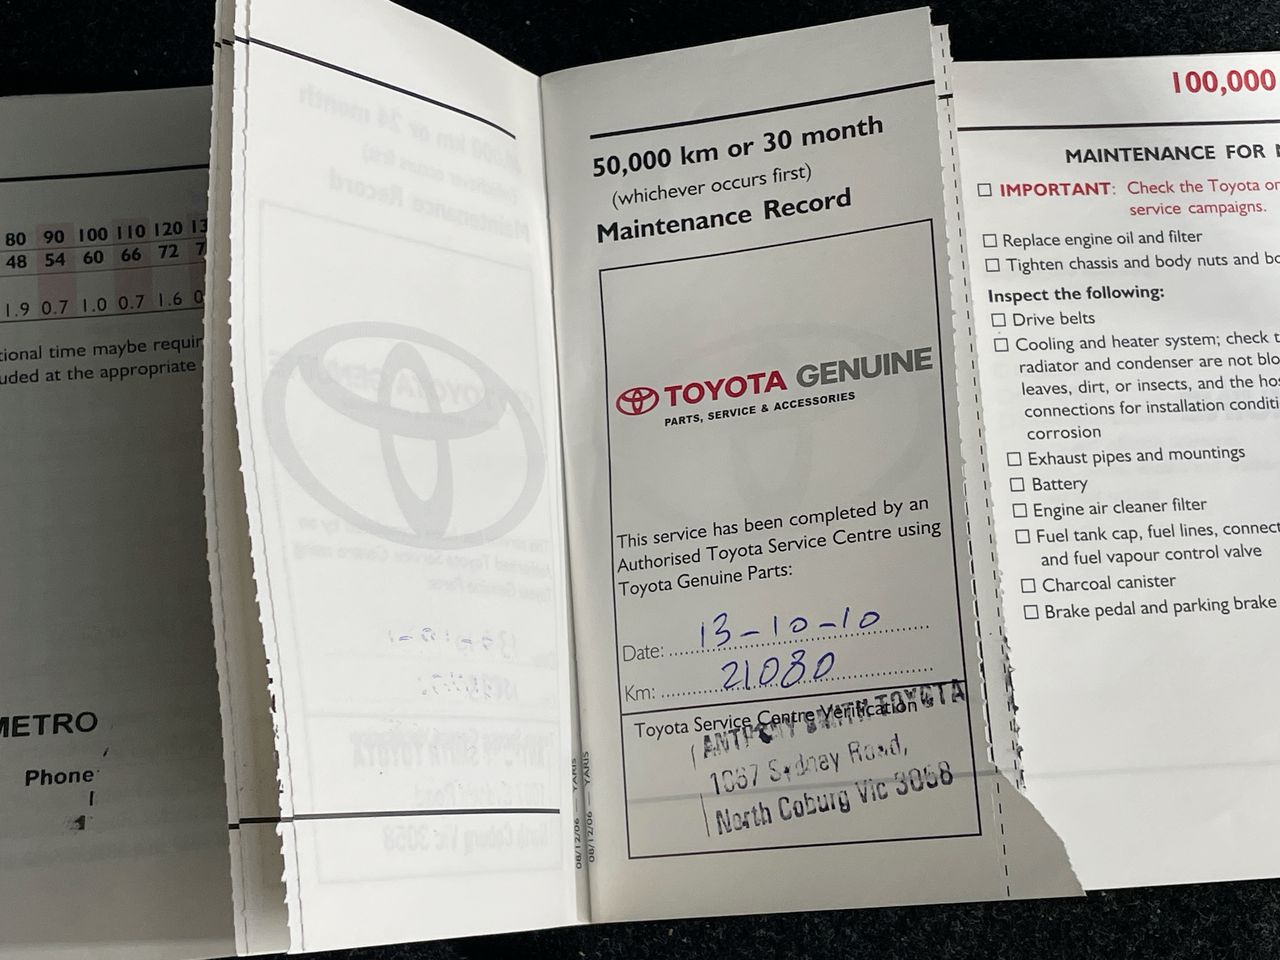 80 90 100 110 120
48 54 60 66 72
1.9 0.7 1.0 0.7 1.6
tional time maybe requir
uded at the appropriate
METRO
Phone
50,000 km or 30 month
(whichever occurs first)
Maintenance Record
TOYOTA GENUINE
PARTS, SERVICE & ACCESSORIES
This service has been completed by an
Authorised Toyota Service Centre using
Toyota Genuine Parts:
Date: 13-10-10
Km: 21080
Toyota Service Centre Verification
SMITH TOYOTA
1067 Sydney Road,
North Coburg Vic 3058
08/12/06 — YARIS
08/12/06 — YARIS
100,000
MAINTENANCE FOR
IMPORTANT: Check the Toyota or
service campaigns.
Replace engine oil and filter
Tighten chassis and body nuts and bo
Inspect the following:
Drive belts
Cooling and heater system; check t
radiator and condenser are not blo
leaves, dirt, or insects, and the hos
connections for installation conditi
corrosion
Exhaust pipes and mountings
Battery
Engine air cleaner filter
Fuel tank cap, fuel lines, connect
and fuel vapour control valve
Charcoal canister
Brake pedal and parking brake